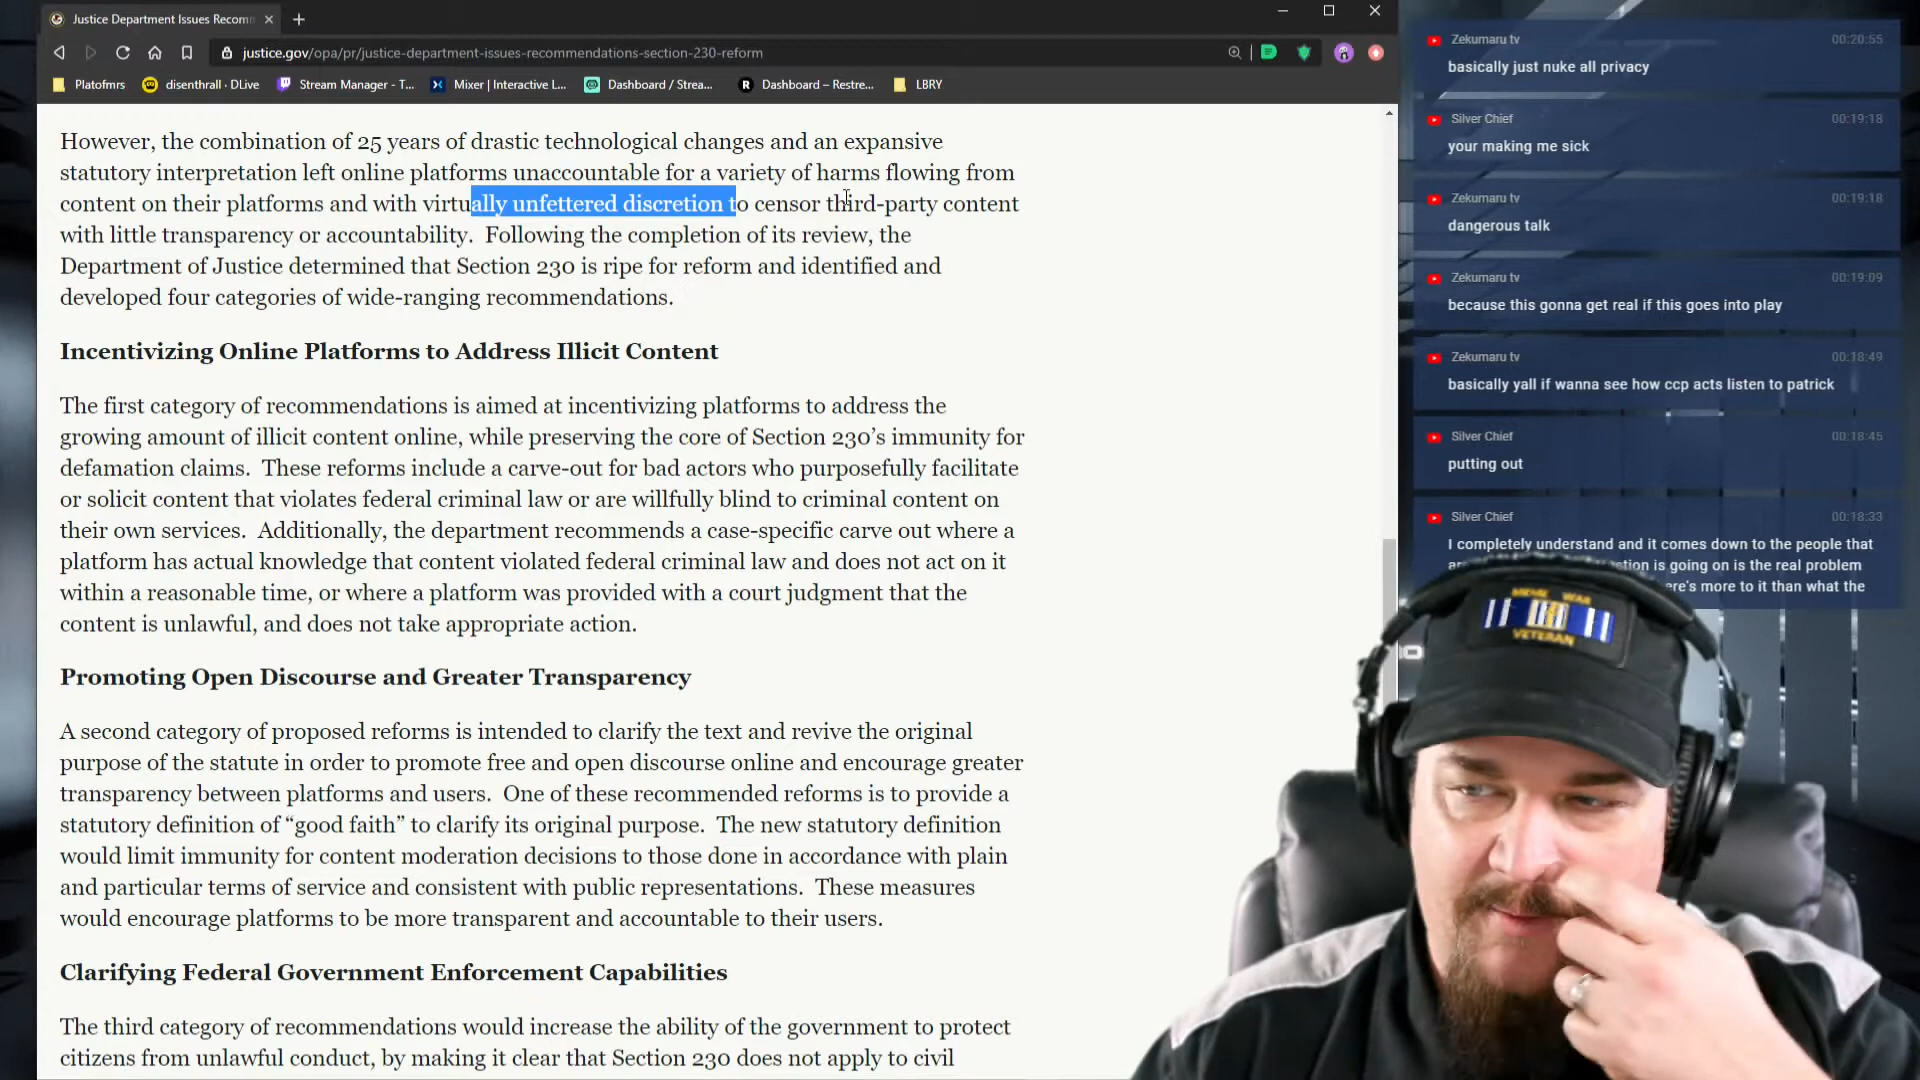 Justice Department Issues Recom
justice.gov/opa/pr/justice-department-issues-recommendations-section-230-reform
Platofmrs
disenthrall · DLive
Stream Manager - T...
Mixer | Interactive L...
Dashboard / Strea...
Dashboard – Restre...
LBRY
However, the combination of 25 years of drastic technological changes and an expansive
statutory interpretation left online platforms unaccountable for a variety of harms flowing from
content on their platforms and with virtually unfettered discretion to censor third-party content
with little transparency or accountability.  Following the completion of its review, the
Department of Justice determined that Section 230 is ripe for reform and identified and
developed four categories of wide-ranging recommendations.
Incentivizing Online Platforms to Address Illicit Content
The first category of recommendations is aimed at incentivizing platforms to address the
growing amount of illicit content online, while preserving the core of Section 230’s immunity for
defamation claims.  These reforms include a carve-out for bad actors who purposefully facilitate
or solicit content that violates federal criminal law or are willfully blind to criminal content on
their own services.  Additionally, the department recommends a case-specific carve out where a
platform has actual knowledge that content violated federal criminal law and does not act on it
within a reasonable time, or where a platform was provided with a court judgment that the
content is unlawful, and does not take appropriate action.
Promoting Open Discourse and Greater Transparency
A second category of proposed reforms is intended to clarify the text and revive the original
purpose of the statute in order to promote free and open discourse online and encourage greater
transparency between platforms and users.  One of these recommended reforms is to provide a
statutory definition of “good faith” to clarify its original purpose.  The new statutory definition
would limit immunity for content moderation decisions to those done in accordance with plain
and particular terms of service and consistent with public representations.  These measures
would encourage platforms to be more transparent and accountable to their users.
Clarifying Federal Government Enforcement Capabilities
The third category of recommendations would increase the ability of the government to protect
citizens from unlawful conduct, by making it clear that Section 230 does not apply to civil
Zekumaru tv 00:20:55
basically just nuke all privacy
Silver Chief 00:19:18
your making me sick
Zekumaru tv 00:19:18
dangerous talk
Zekumaru tv 00:19:09
because this gonna get real if this goes into play
Zekumaru tv 00:18:49
basically yall if wanna see how ccp acts listen to patrick
Silver Chief 00:18:45
putting out
Silver Chief 00:18:33
I completely understand and it comes down to the people that
is going on is the real problem
more to it than what the
MEME WAR
VETERAN